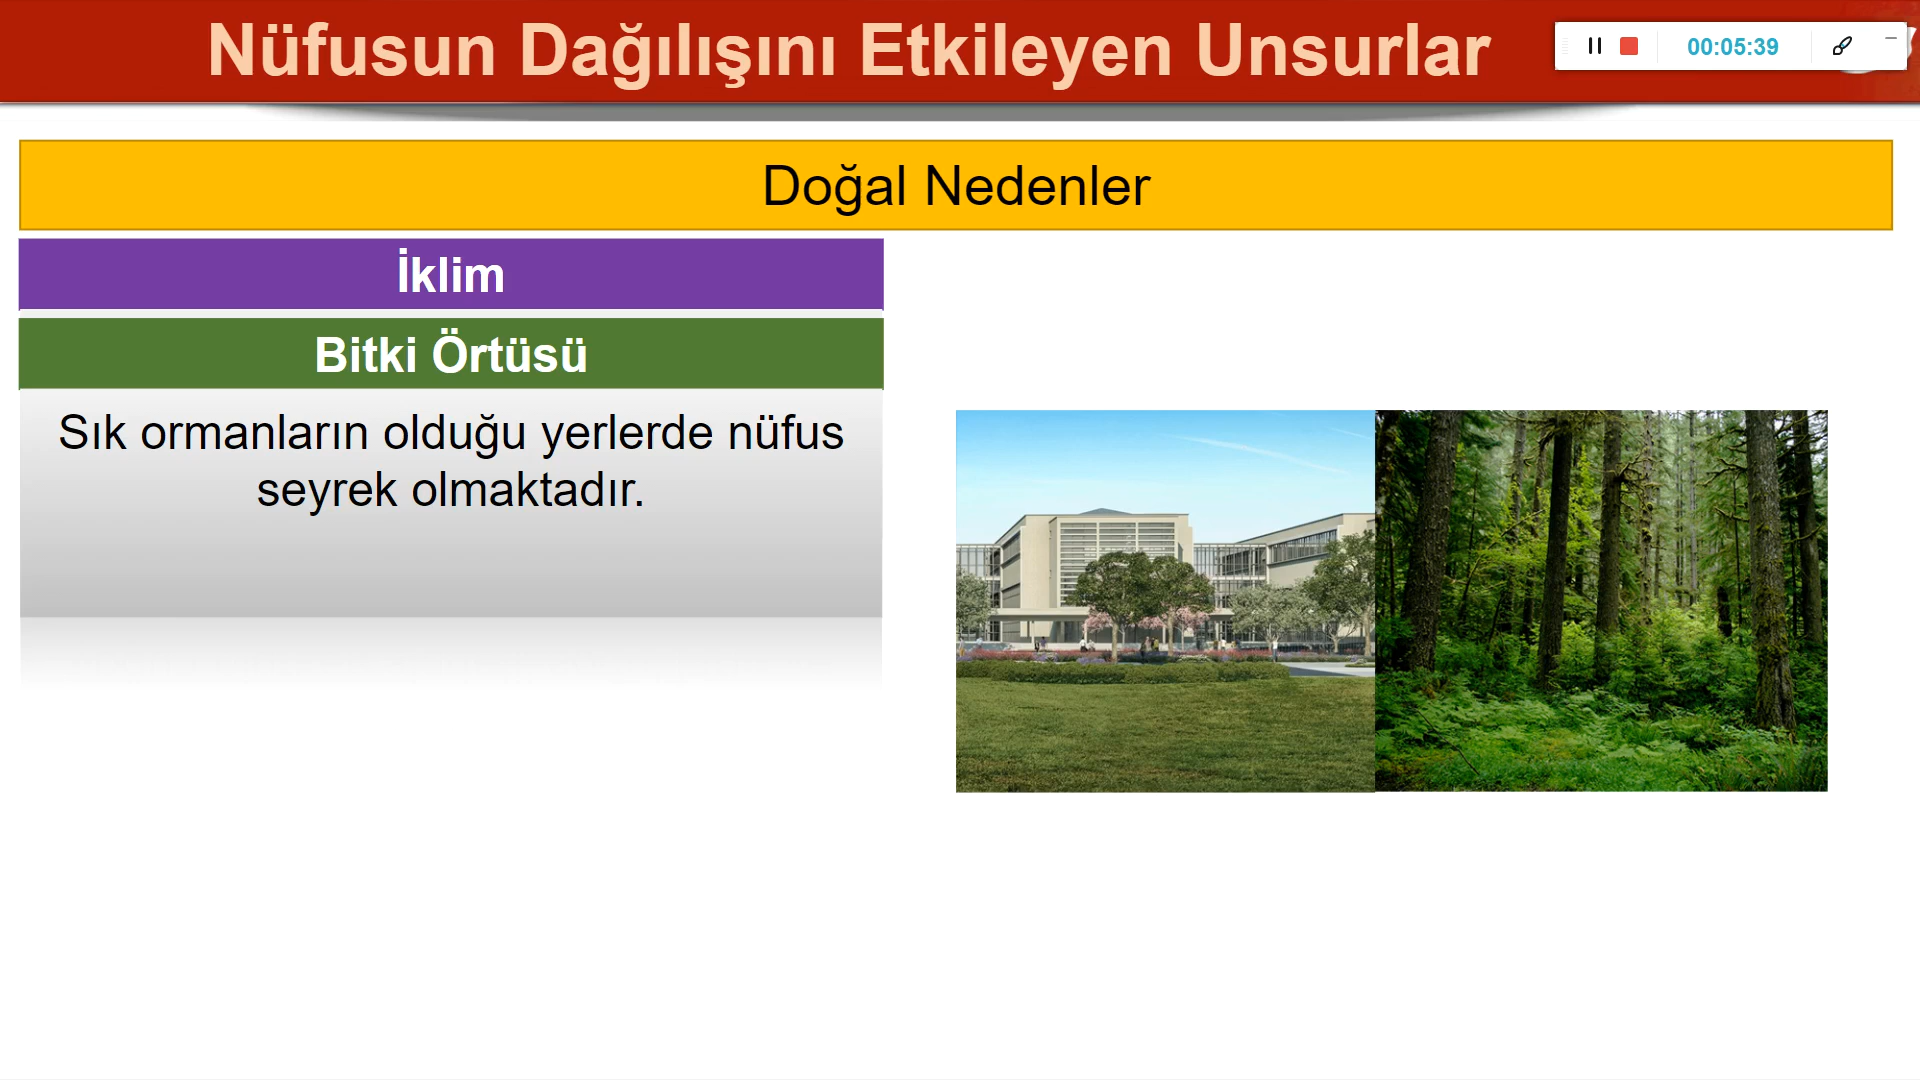 Nüfusun Dağılışını Etkileyen Unsurlar
00:05:39
Doğal Nedenler
İklim
Bitki Örtüsü
Sık ormanların olduğu yerlerde nüfus
seyrek olmaktadır.